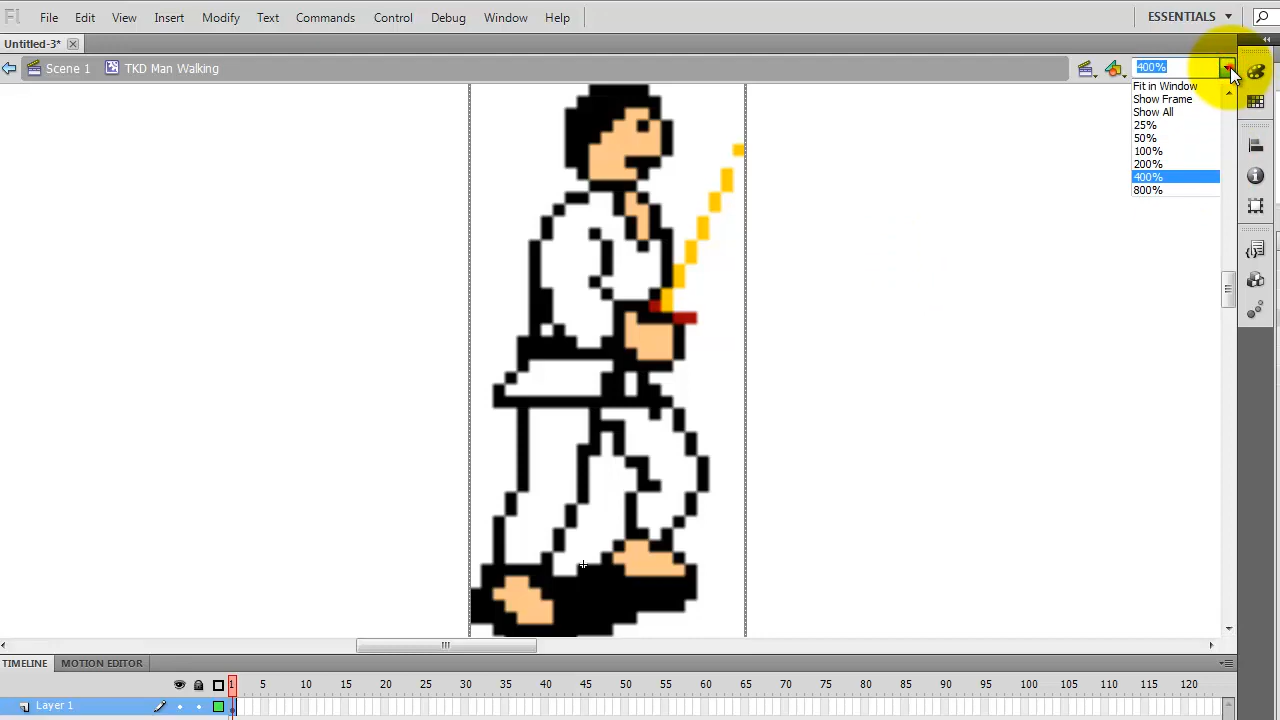 Fl File Edit View Insert Modify Text Commands Control Debug Window Help ESSENTIALS
Untitled-3*
Scene 1 TKD Man Walking 400%
Fit in Window
Show Frame
Show All
25%
50%
100%
200%
400%
800%
TIMELINE MOTION EDITOR
1 5 10 15 20 25 30 35 40 45 50 55 60 65 70 75 80 85 90 95 100 105 110 115 120
Layer 1